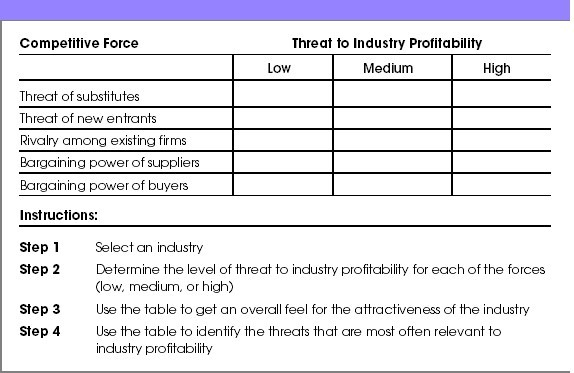 Competitive Force Threat to Industry Profitability
Low Medium High
Threat of substitutes
Threat of new entrants
Rivalry among existing firms
Bargaining power of suppliers
Bargaining power of buyers
Instructions:
Step 1 Select an industry
Step 2 Determine the level of threat to industry profitability for each of the forces
(low, medium, or high)
Step 3 Use the table to get an overall feel for the attractiveness of the industry
Step 4 Use the table to identify the threats that are most often relevant to
industry profitability